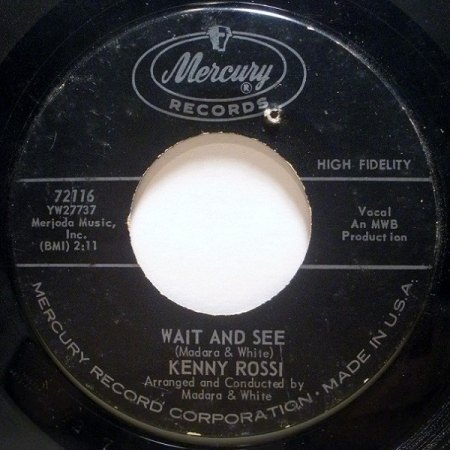 Mercury
®
RECORDS
HIGH FIDELITY
72116
YW27737
Merjoda Music,
Inc.
(BMI) 2:11
Vocal
An MWB
Production
WAIT AND SEE
(Madara & White)
KENNY ROSSI
Arranged and Conducted by
Madara & White
MERCURY RECORD CORPORATION · MADE IN U.S.A.